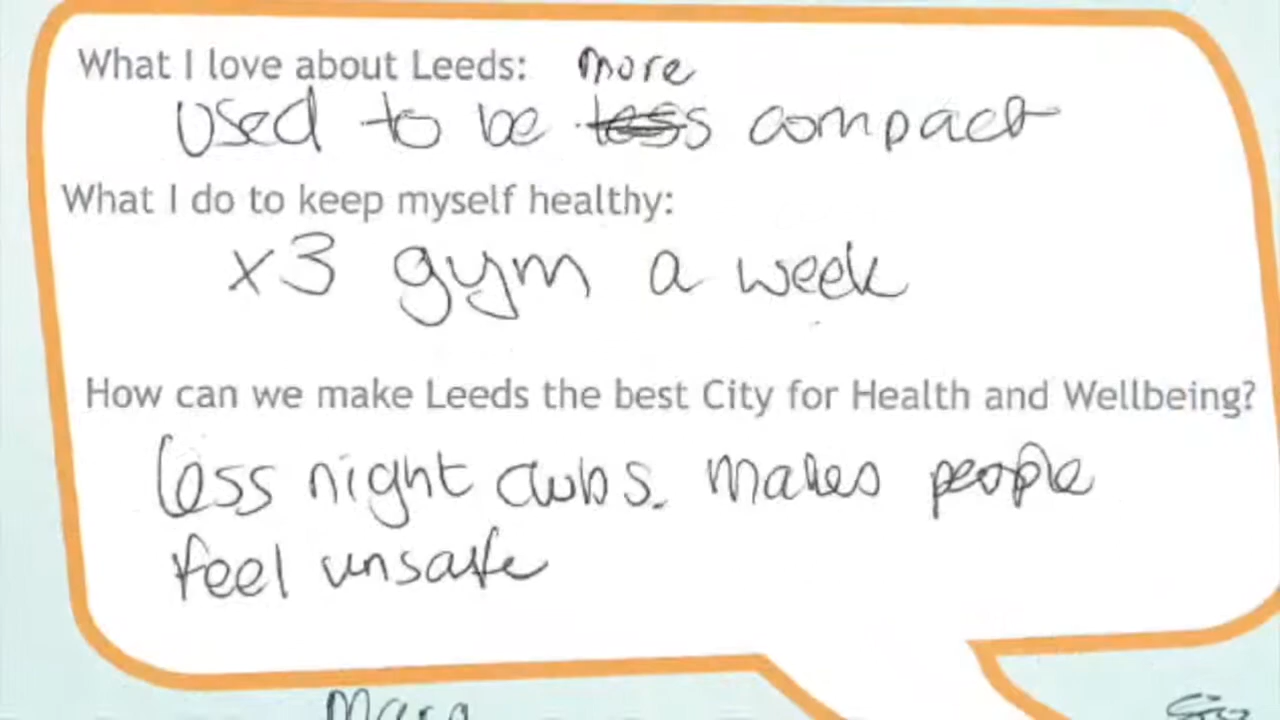 What I love about Leeds: more
Used to be less compact
What I do to keep myself healthy:
x3 gym a week
How can we make Leeds the best City for Health and Wellbeing?
less night clubs. makes people
feel unsafe